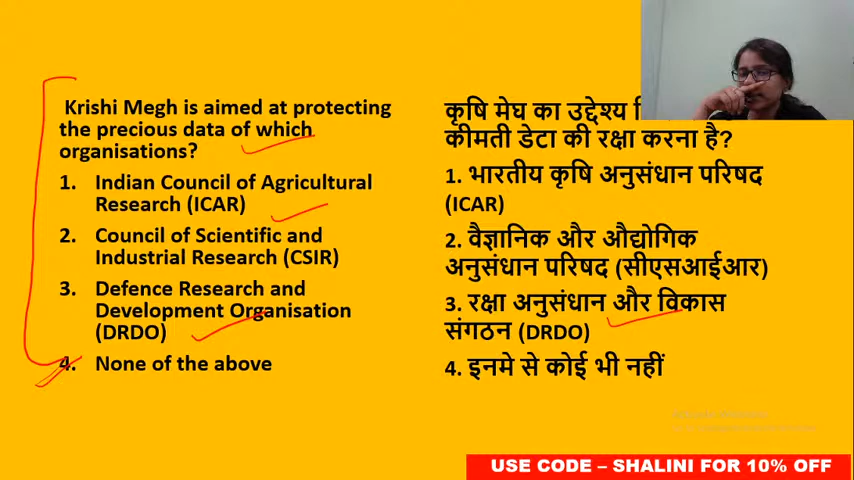 Krishi Megh is aimed at protecting
the precious data of which
organisations?
1. Indian Council of Agricultural
Research (ICAR)
2. Council of Scientific and
Industrial Research (CSIR)
3. Defence Research and
Development Organisation
(DRDO)
4. None of the above
कृषि मेघ का उद्देश्य
कीमती डेटा की रक्षा करना है?
1. भारतीय कृषि अनुसंधान परिषद
(ICAR)
2. वैज्ञानिक और औद्योगिक
अनुसंधान परिषद (सीएसआईआर)
3. रक्षा अनुसंधान और विकास
संगठन (DRDO)
4. इनमे से कोई भी नहीं
USE CODE – SHALINI FOR 10% OFF